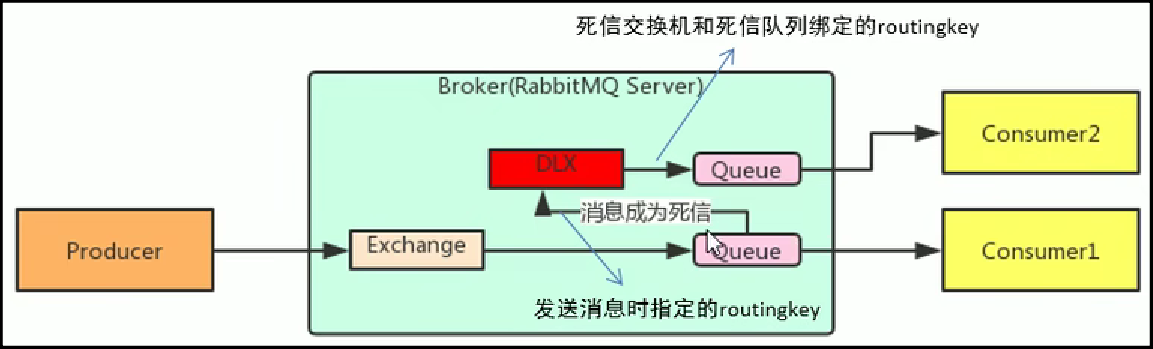 死信交换机和死信队列绑定的routingkey
Broker(RabbitMQ Server)
DLX
Queue
Consumer2
消息成为死信
Producer
Exchange
Queue
Consumer1
发送消息时指定的routingkey